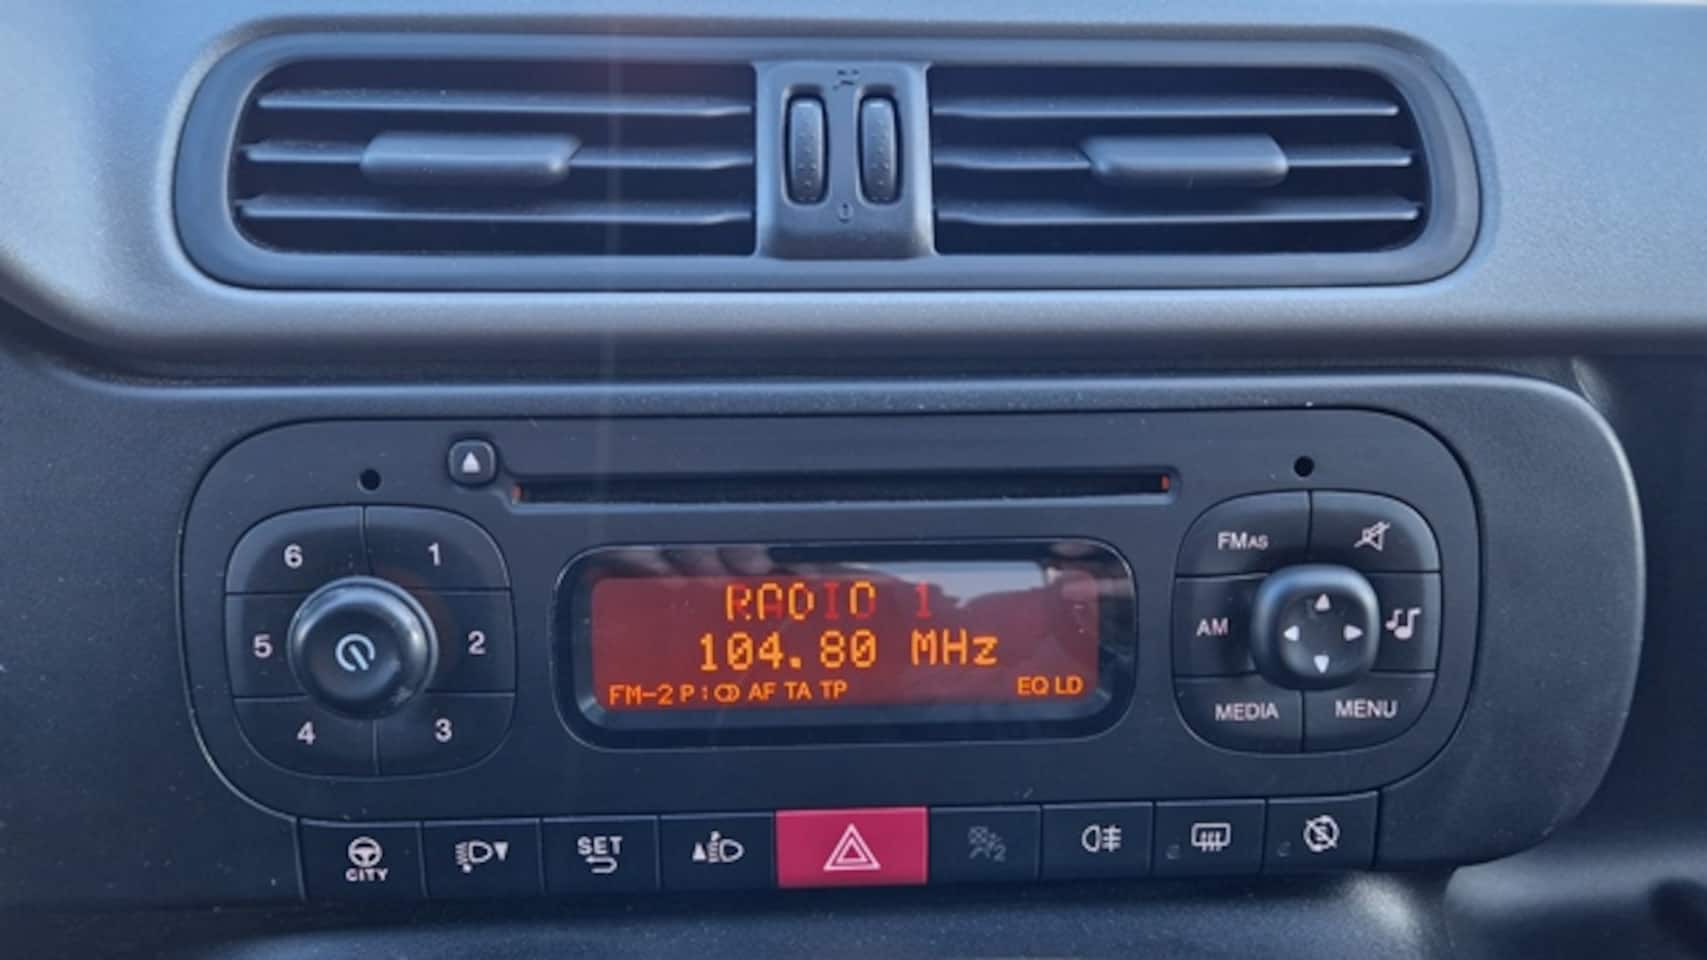 6 1
5 2
4 3
RADIO 1
104.80 MHz
FM-2 P: AF TA TP EQ LD
FMAS
AM
MEDIA MENU
CITY
SET